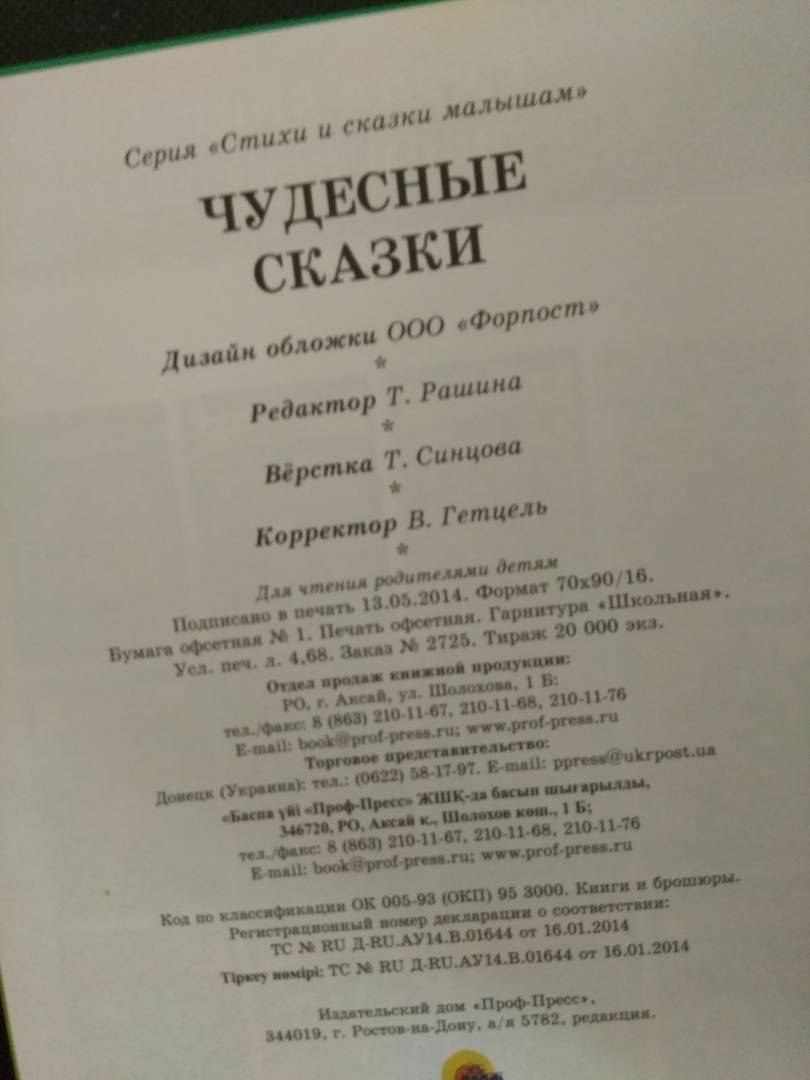 Серия «Стихи и сказки малышам»
ЧУДЕСНЫЕ
СКАЗКИ
Дизайн обложки ООО «Форпост»
*
Редактор Т. Рашина
*
Вёрстка Т. Синцова
*
Корректор В. Гетцель
*
Для чтения родителями детям
Подписано в печать 13.05.2014. Формат 70х90/16.
Бумага офсетная № 1. Печать офсетная. Гарнитура «Школьная».
Усл. печ. л. 4,68. Заказ № 2725. Тираж 20 000 экз.
Отдел продаж книжной продукции:
РО, г. Аксай, ул. Шолохова, 1 Б:
тел./факс: 8 (863) 210-11-67, 210-11-68, 210-11-76
E-mail: book@prof-press.ru; www.prof-press.ru
Торговое представительство:
Донецк (Украина): тел.: (0622) 58-17-97. E-mail: ppress@ukrpost.ua
«Баспа үйі «Проф-Пресс» ЖШҚ-да басып шығарылды,
346720, РО, Аксай к., Шолохов көш., 1 Б;
тел./факс: 8 (863) 210-11-67, 210-11-68, 210-11-76
E-mail: book@prof-press.ru; www.prof-press.ru
Код по классификации ОК 005-93 (ОКП) 95 3000. Книги и брошюры.
Регистрационный номер декларации о соответствии:
ТС № RU Д-RU.АУ14.В.01644 от 16.01.2014
Тіркеу нөмірі: ТС № RU Д-RU.АУ14.В.01644 от 16.01.2014
Издательский дом «Проф-Пресс»,
344019, г. Ростов-на-Дону, а/я 5782, редакция.